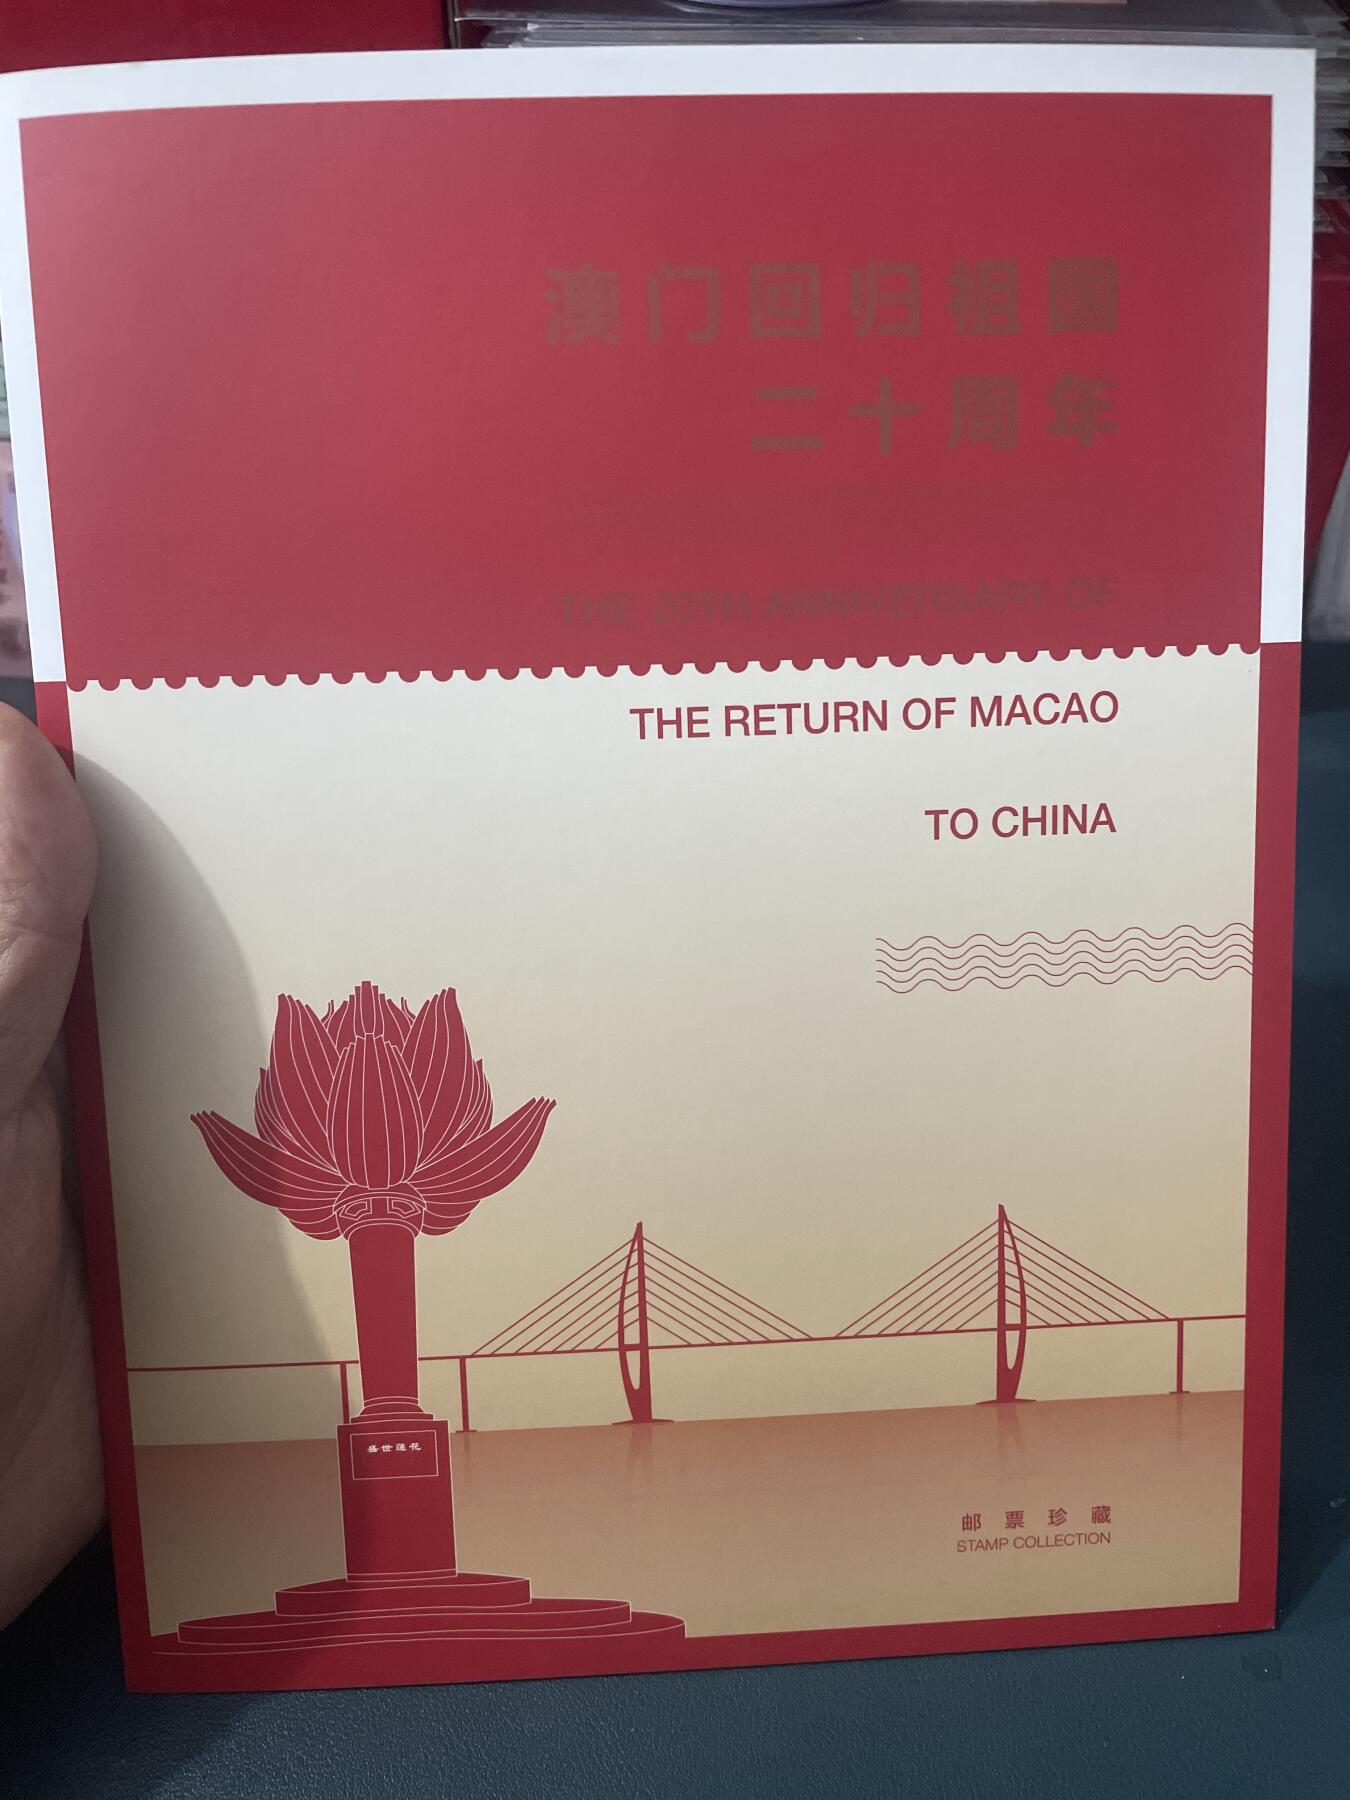 澳门回归祖国
二十周年
THE 20TH ANNIVERSARY OF
THE RETURN OF MACAO
TO CHINA
盛世蓮花
邮票珍藏
STAMP COLLECTION